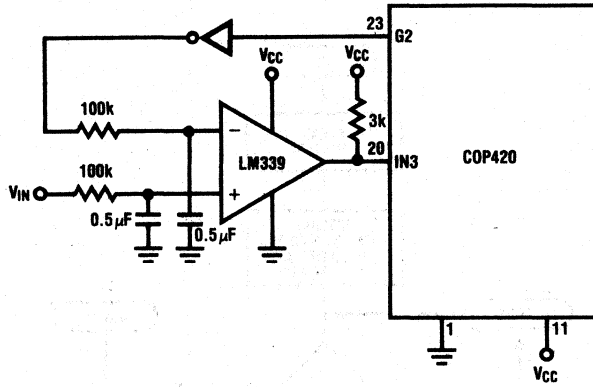 23
G2
VCC
VCC
100k
3k
LM339
20
IN3
COP420
100k
VIN
0.5μF
0.5μF
1
11
VCC